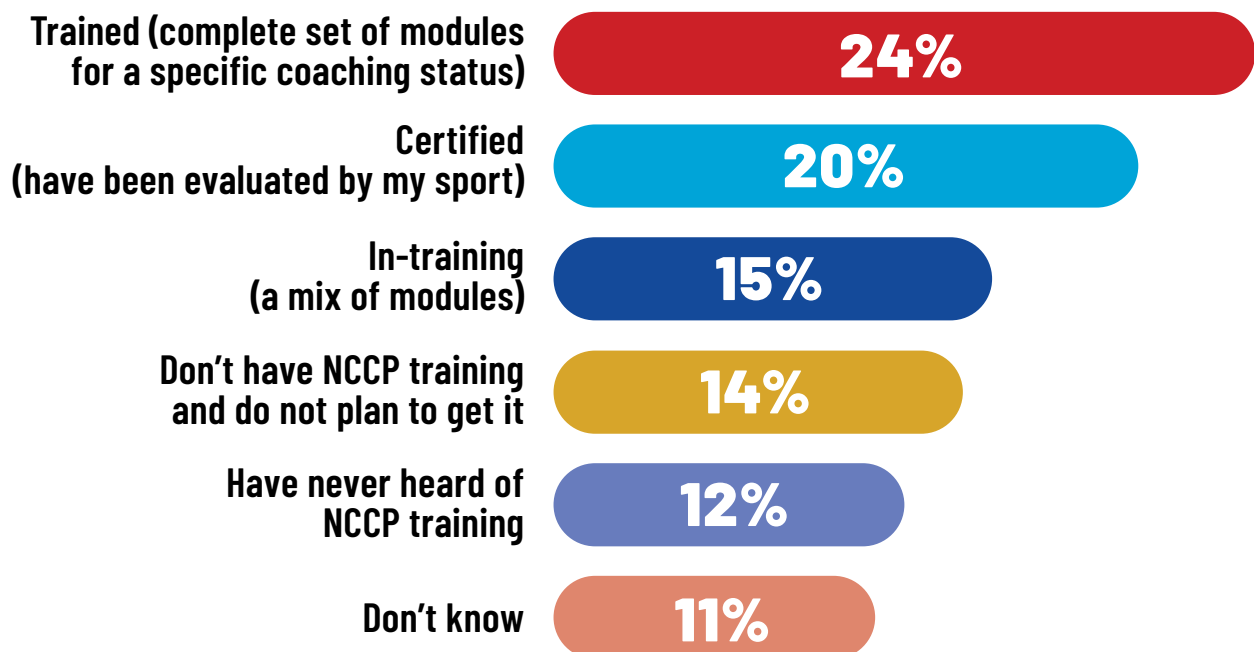 Trained (complete set of modules
for a specific coaching status)
24%
Certified
(have been evaluated by my sport)
20%
In-training
(a mix of modules)
15%
Don’t have NCCP training
and do not plan to get it
14%
Have never heard of
NCCP training
12%
Don’t know
11%